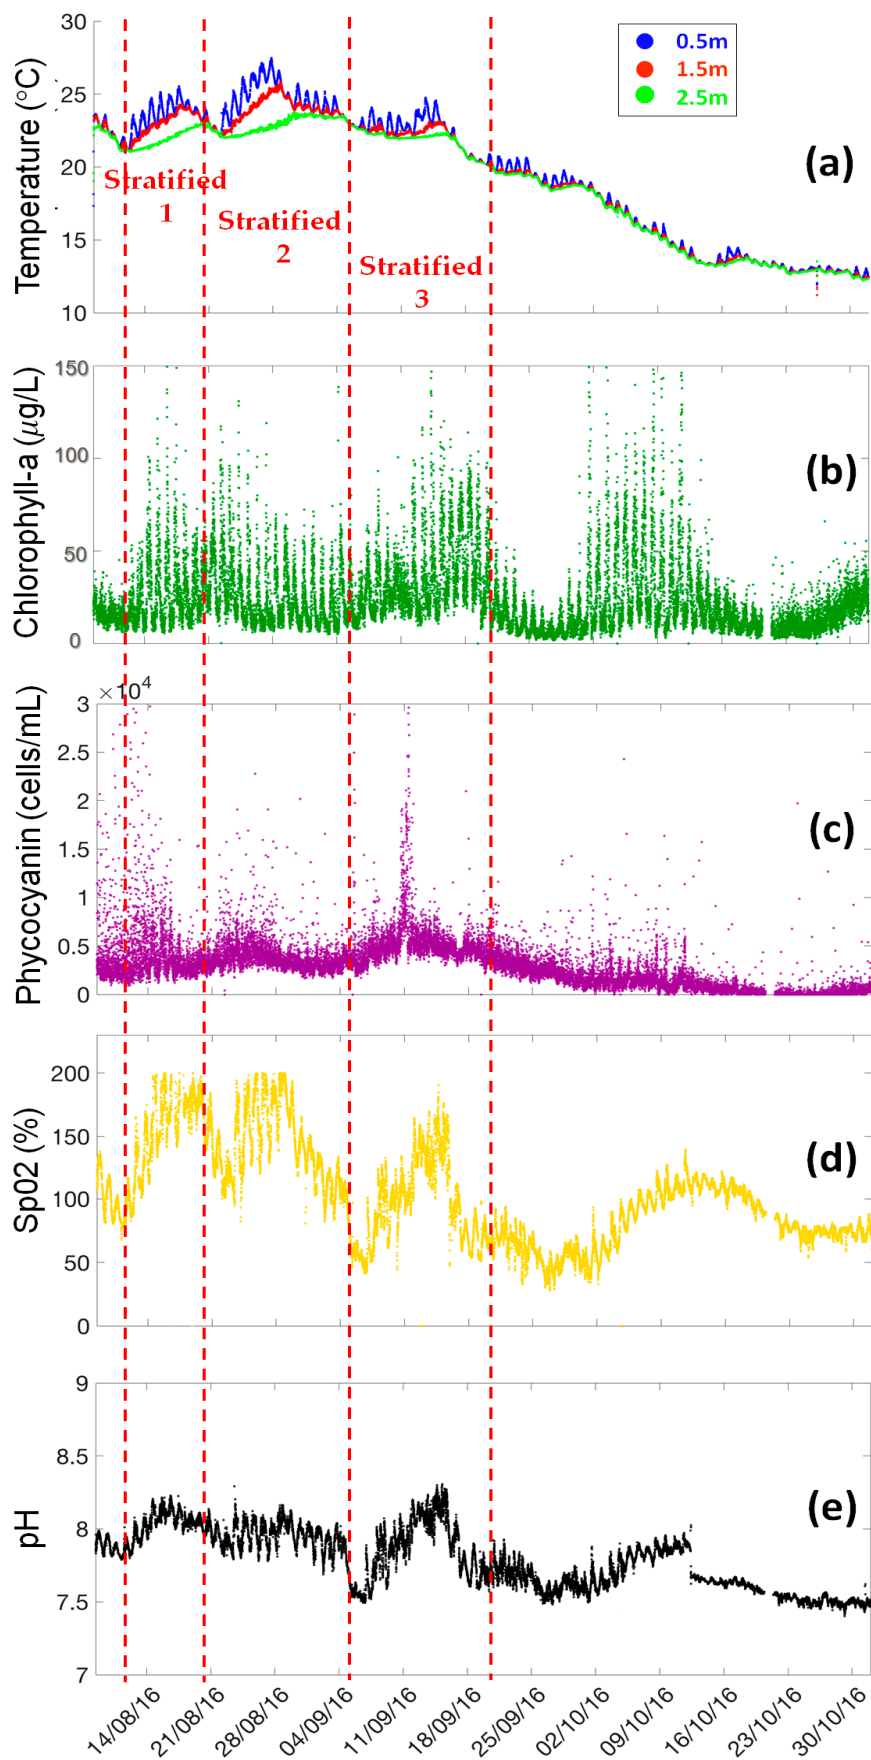 30
25
20
15
10
Temperature (°C)
0.5m
1.5m
2.5m
(a)
Stratified
1
Stratified
2
Stratified
3
150
100
50
0
Chlorophyll-a (μg/L)
(b)
×10⁴
3
2.5
2
1.5
1
0.5
0
Phycocyanin (cells/mL)
(c)
200
150
100
50
0
Sp02 (%)
(d)
9
8.5
8
7.5
7
pH
(e)
14/08/16
21/08/16
28/08/16
04/09/16
11/09/16
18/09/16
25/09/16
02/10/16
09/10/16
16/10/16
23/10/16
30/10/16